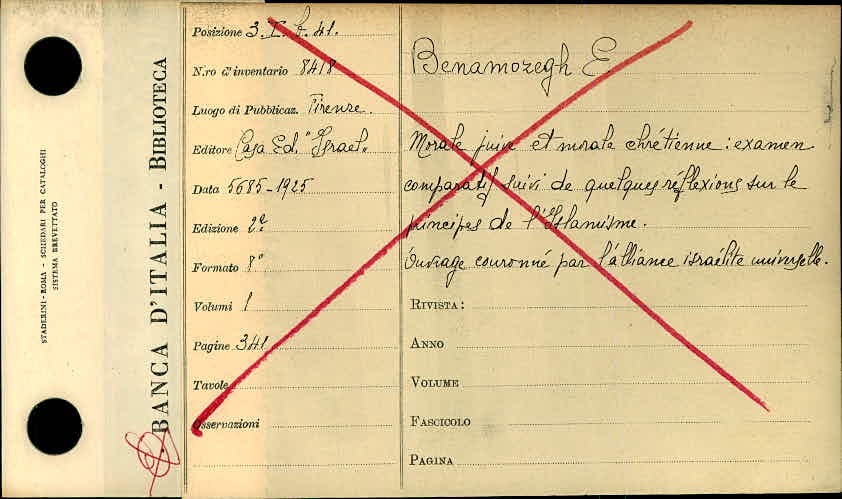 STADERINI-ROMA - SCHEDARI PER CATALOGHI
SISTEMA BREVETTATO
BANCA D'ITALIA - BIBLIOTECA
Posizione 3. I. b. 41.
N.ro d'inventario 8418
Luogo di Pubblicaz. Firenze.
Editore Casa Ed. "Israel"
Data 5685-1925
Edizione 2ª
Formato 8°
Volumi 1
Pagine 341
Tavole
Osservazioni
Benamozegh E.
Morale juive et morale chrétienne: examen
comparatif suivi de quelques réflexions sur le
principes de l'Islamisme.
Ouvrage couronné par l'alliance israélite universelle.
RIVISTA:
ANNO
VOLUME
FASCICOLO
PAGINA